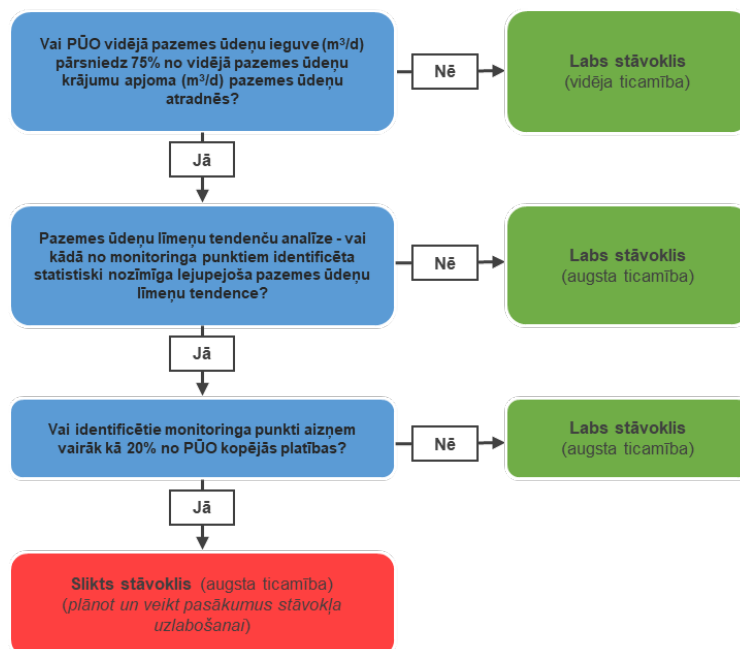 Vai PŪO vidējā pazemes ūdeņu ieguve (m³/d)
pārsniedz 75% no vidējā pazemes ūdeņu
krājumu apjoma (m³/d) pazemes ūdeņu
atradnēs?
Nē
Labs stāvoklis
(vidēja ticamība)
Jā
Pazemes ūdeņu līmeņu tendenču analīze - vai
kādā no monitoringa punktiem identificēta
statistiski nozīmīga lejupejoša pazemes ūdeņu
līmeņu tendence?
Nē
Labs stāvoklis
(augsta ticamība)
Jā
Vai identificētie monitoringa punkti aizņem
vairāk kā 20% no PŪO kopējās platības?
Nē
Labs stāvoklis
(augsta ticamība)
Jā
Slikts stāvoklis (augsta ticamība)
(plānot un veikt pasākumus stāvokļa
uzlabošanai)